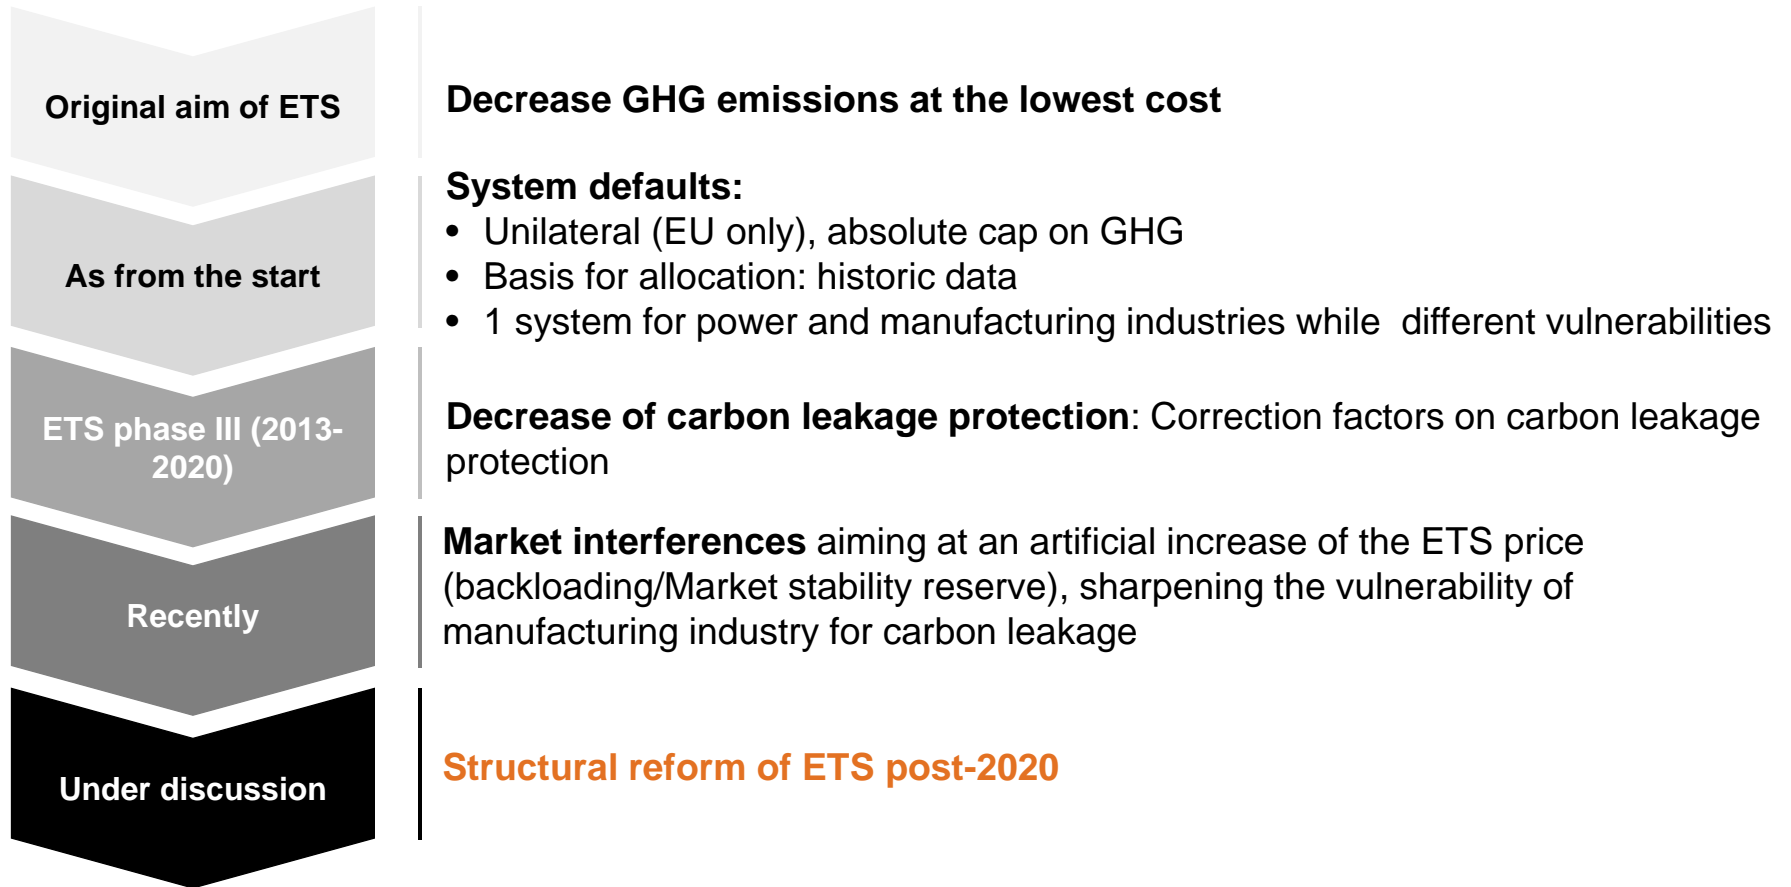 Original aim of ETS
Decrease GHG emissions at the lowest cost
As from the start
System defaults:
• Unilateral (EU only), absolute cap on GHG
• Basis for allocation: historic data
• 1 system for power and manufacturing industries while  different vulnerabilities
ETS phase III (2013-
2020)
Decrease of carbon leakage protection: Correction factors on carbon leakage
protection
Recently
Market interferences aiming at an artificial increase of the ETS price
(backloading/Market stability reserve), sharpening the vulnerability of
manufacturing industry for carbon leakage
Under discussion
Structural reform of ETS post-2020